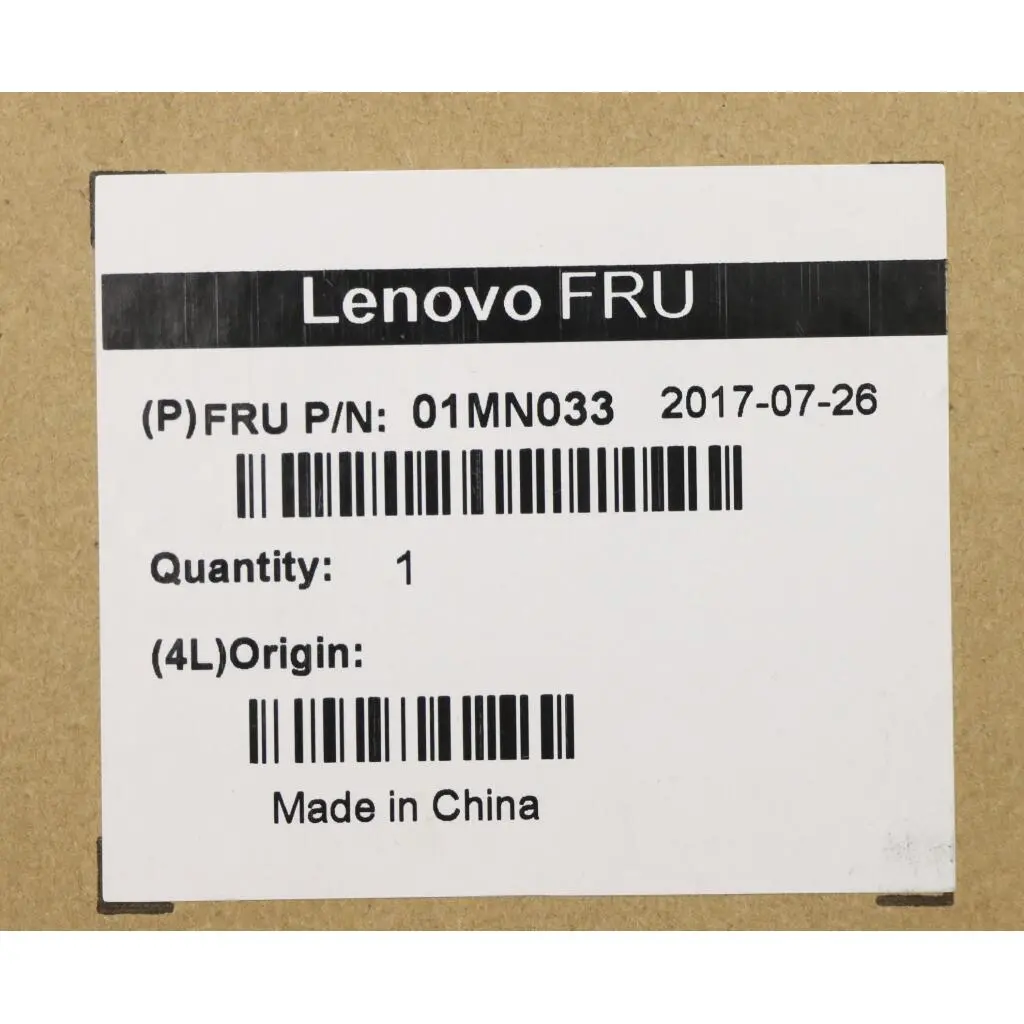 Lenovo FRU
(P)FRU P/N: 01MN033 2017-07-26
Quantity: 1
(4L)Origin:
Made in China